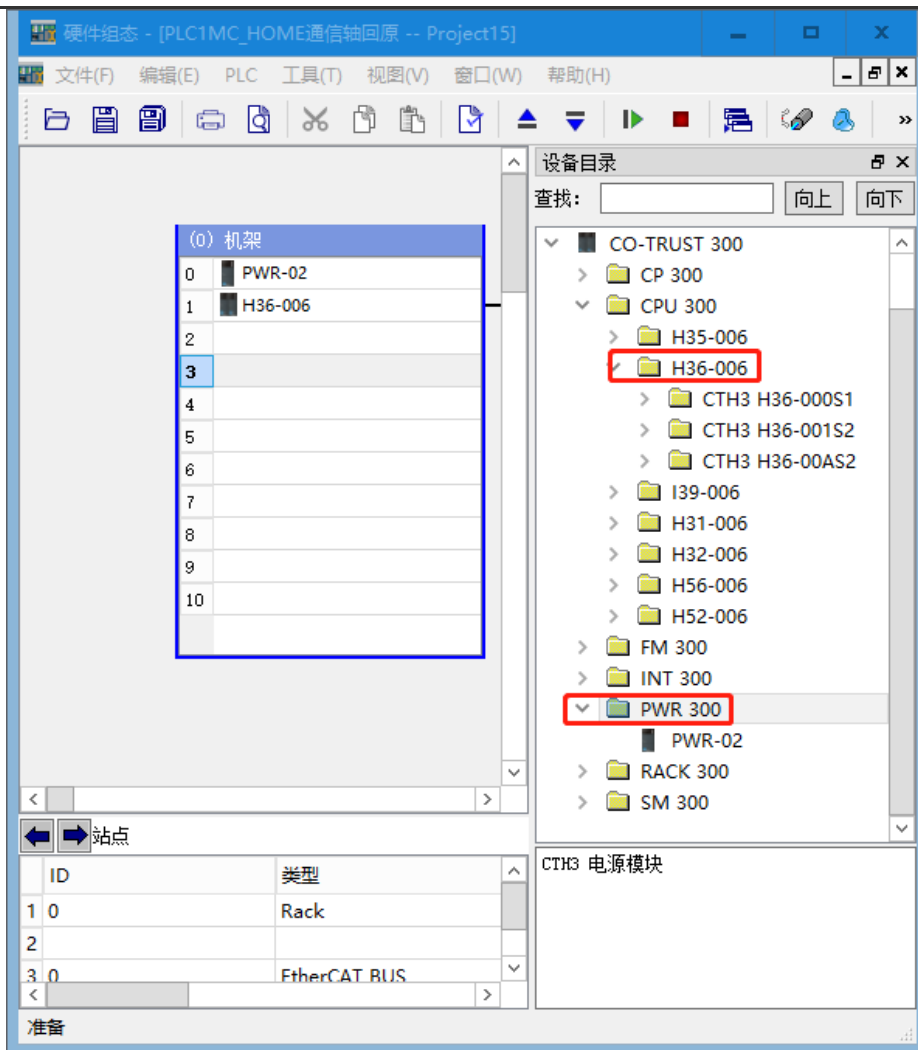 硬件组态 - [PLC1MC_HOME通信轴回原 -- Project15]
文件(F) 编辑(E) PLC 工具(T) 视图(V) 窗口(W) 帮助(H)
»
(0) 机架
0 PWR-02
1 H36-006
2
3
4
5
6
7
8
9
10
站点
ID 类型
1 0 Rack
2
3 0 EtherCAT BUS
设备目录
查找: 向上 向下
CO-TRUST 300
CP 300
CPU 300
H35-006
H36-006
CTH3 H36-000S1
CTH3 H36-001S2
CTH3 H36-00AS2
I39-006
H31-006
H32-006
H56-006
H52-006
FM 300
INT 300
PWR 300
PWR-02
RACK 300
SM 300
CTH3 电源模块
准备